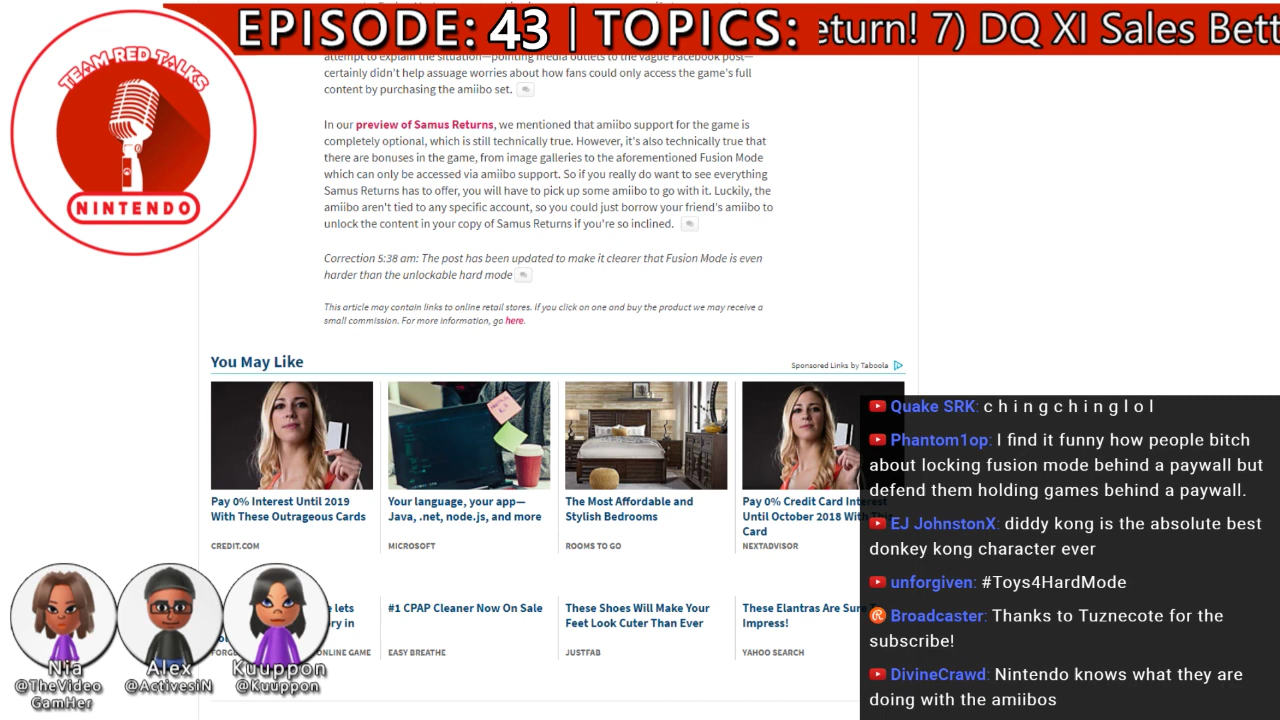 EPISODE: 43 | TOPICS: eturn! 7) DQ XI Sales Bett
TEAM RED TALKS
NINTENDO
attempt to explain the situation—pointing media outlets to the vague Facebook post—
certainly didn't help assuage worries about how fans could only access the game's full
content by purchasing the amiibo set.
In our preview of Samus Returns, we mentioned that amiibo support for the game is
completely optional, which is still technically true. However, it's also technically true that
there are bonuses in the game, from image galleries to the aforementioned Fusion Mode
which can only be accessed via amiibo support. So if you really do want to see everything
Samus Returns has to offer, you will have to pick up some amiibo to go with it. Luckily, the
amiibo aren't tied to any specific account, so you could just borrow your friend's amiibo to
unlock the content in your copy of Samus Returns if you're so inclined.
Correction 5:38 am: The post has been updated to make it clearer that Fusion Mode is even
harder than the unlockable hard mode
This article may contain links to online retail stores. If you click on one and buy the product we may receive a
small commission. For more information, go here.
You May Like
Sponsored Links by Taboola
Pay 0% Interest Until 2019
With These Outrageous Cards
CREDIT.COM
Your language, your app—
Java, .net, node.js, and more
MICROSOFT
The Most Affordable and
Stylish Bedrooms
ROOMS TO GO
Pay 0% Credit Card Interest
Until October 2018 With This
Card
NEXTADVISOR
e lets
ry in
ONLINE GAME
#1 CPAP Cleaner Now On Sale
EASY BREATHE
These Shoes Will Make Your
Feet Look Cuter Than Ever
JUSTFAB
These Elantras Are Sure
Impress!
YAHOO SEARCH
Nia
@TheVideo
GamHer
Alex
@ActivesiN
Kuuppon
@Kuuppon
Quake SRK: c h i n g c h i n g l o l
Phantom1op: I find it funny how people bitch
about locking fusion mode behind a paywall but
defend them holding games behind a paywall.
EJ JohnstonX: diddy kong is the absolute best
donkey kong character ever
unforgiven: #Toys4HardMode
Broadcaster: Thanks to Tuznecote for the
subscribe!
DivineCrawd: Nintendo knows what they are
doing with the amiibos